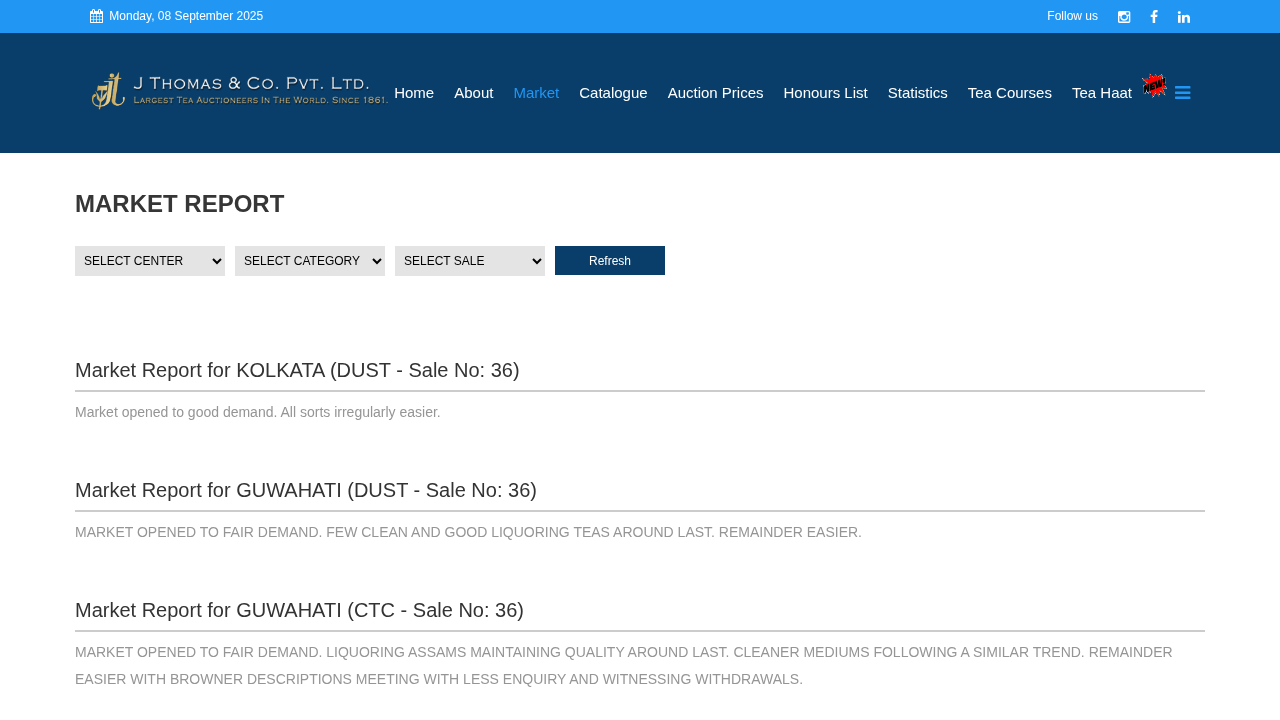 Monday, 08 September 2025
Follow us
J Thomas & Co. Pvt. Ltd.
Largest Tea Auctioneers In The World. Since 1861.
Home About Market Catalogue Auction Prices Honours List Statistics Tea Courses Tea Haat NEW!
MARKET REPORT
SELECT CENTER SELECT CATEGORY SELECT SALE Refresh
Market Report for KOLKATA (DUST - Sale No: 36)
Market opened to good demand. All sorts irregularly easier.
Market Report for GUWAHATI (DUST - Sale No: 36)
MARKET OPENED TO FAIR DEMAND. FEW CLEAN AND GOOD LIQUORING TEAS AROUND LAST. REMAINDER EASIER.
Market Report for GUWAHATI (CTC - Sale No: 36)
MARKET OPENED TO FAIR DEMAND. LIQUORING ASSAMS MAINTAINING QUALITY AROUND LAST. CLEANER MEDIUMS FOLLOWING A SIMILAR TREND. REMAINDER
EASIER WITH BROWNER DESCRIPTIONS MEETING WITH LESS ENQUIRY AND WITNESSING WITHDRAWALS.